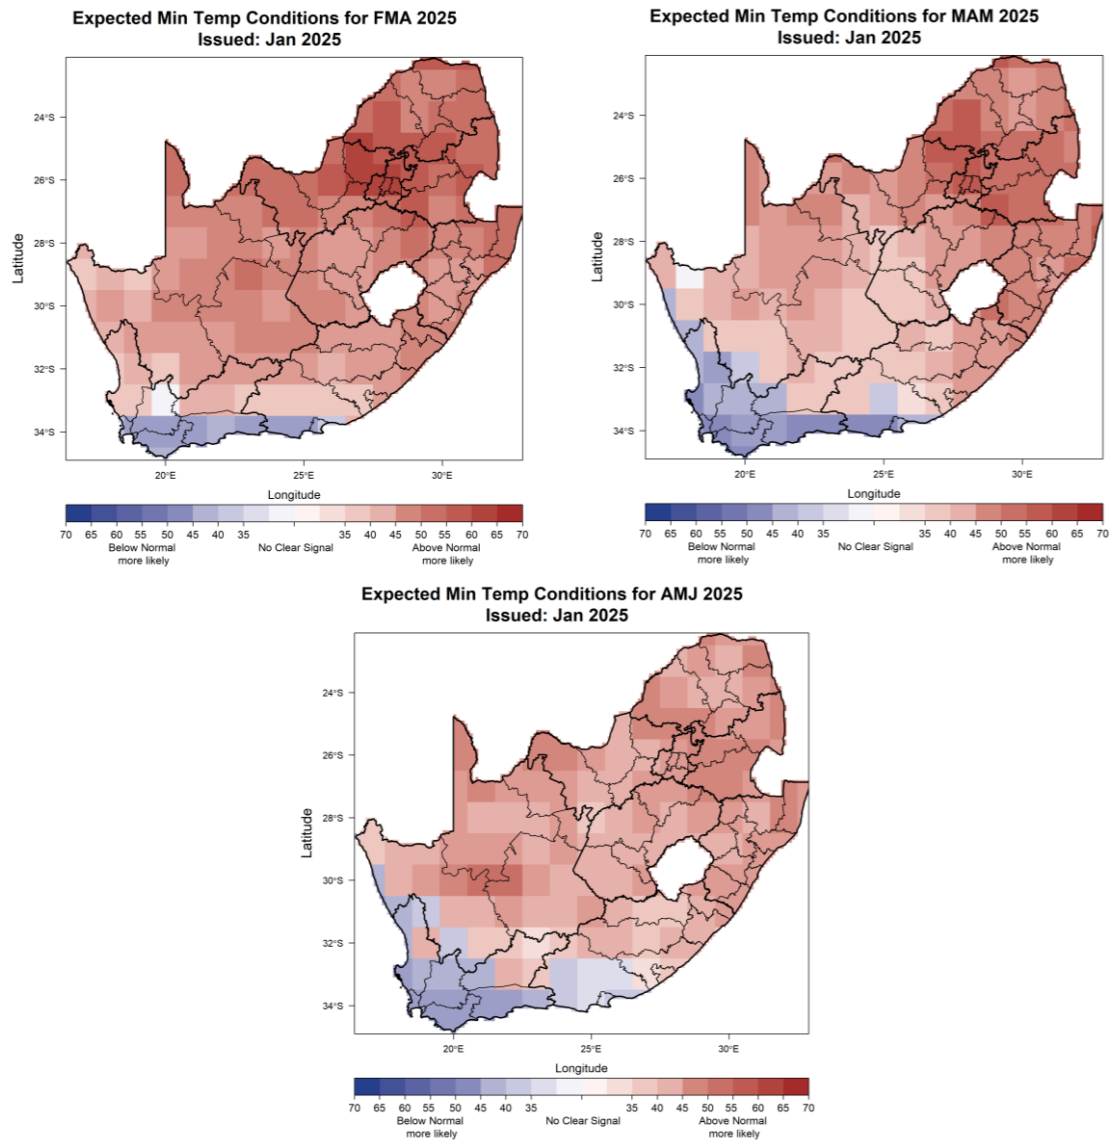 Expected Min Temp Conditions for FMA 2025
Issued: Jan 2025
Latitude
24°S
26°S
28°S
30°S
32°S
34°S
20°E 25°E 30°E
Longitude
70 65 60 55 50 45 40 35 35 40 45 50 55 60 65 70
Below Normal No Clear Signal Above Normal
more likely more likely
Expected Min Temp Conditions for MAM 2025
Issued: Jan 2025
Latitude
24°S
26°S
28°S
30°S
32°S
34°S
20°E 25°E 30°E
Longitude
70 65 60 55 50 45 40 35 35 40 45 50 55 60 65 70
Below Normal No Clear Signal Above Normal
more likely more likely
Expected Min Temp Conditions for AMJ 2025
Issued: Jan 2025
Latitude
24°S
26°S
28°S
30°S
32°S
34°S
20°E 25°E 30°E
Longitude
70 65 60 55 50 45 40 35 35 40 45 50 55 60 65 70
Below Normal No Clear Signal Above Normal
more likely more likely